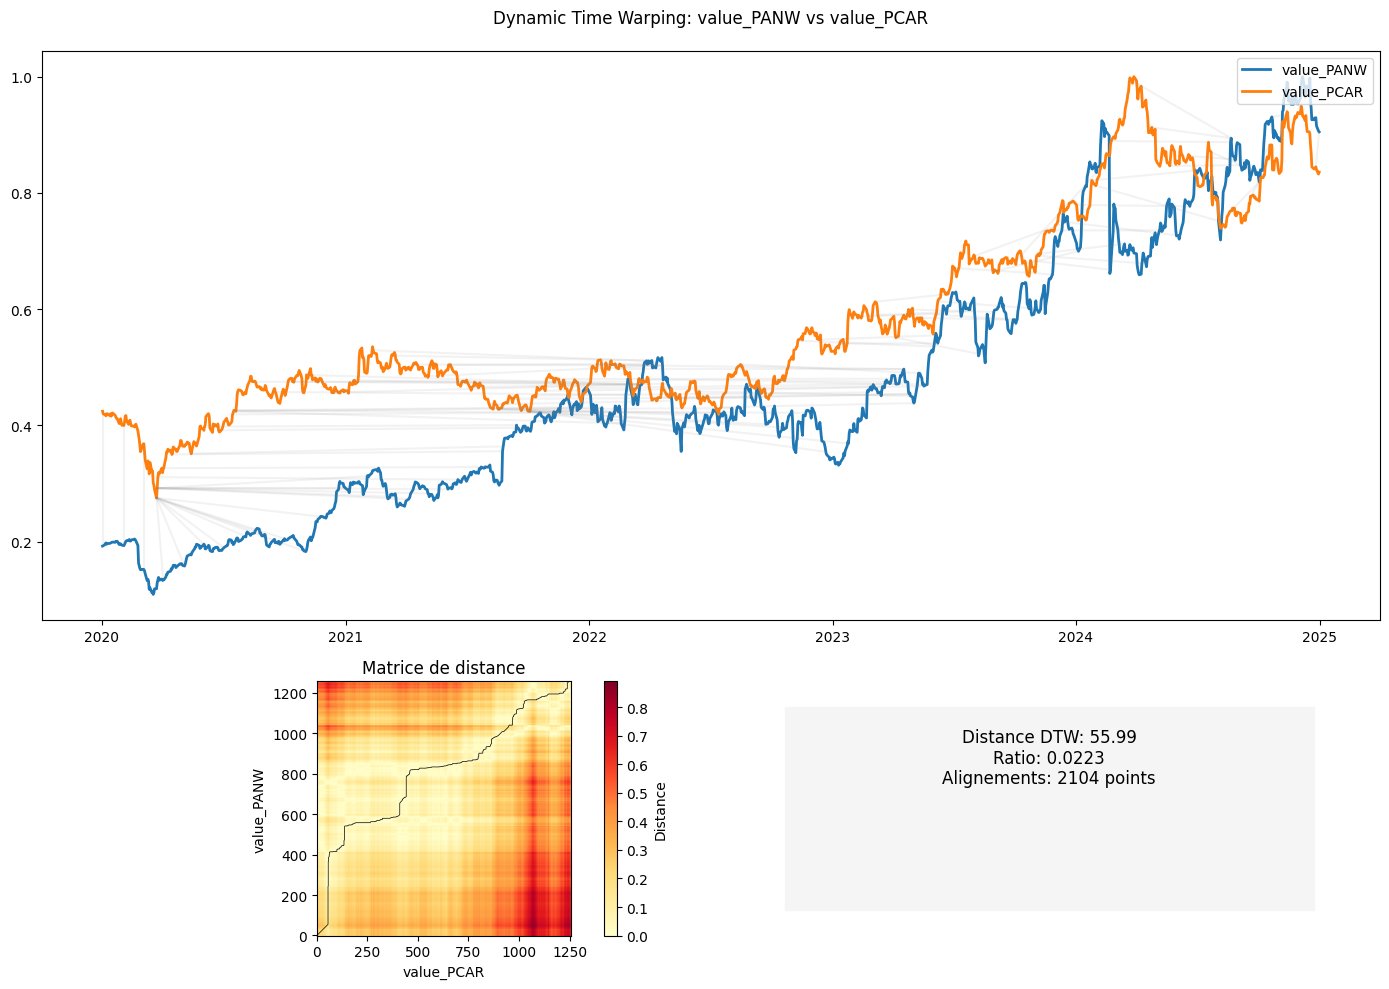 Dynamic Time Warping: value_PANW vs value_PCAR
1.0
0.8
0.6
0.4
0.2
value_PANW
value_PCAR
2020 2021 2022 2023 2024 2025
Matrice de distance
1200
1000
800
600
400
200
0
value_PANW
0 250 500 750 1000 1250
value_PCAR
0.8
0.7
0.6
0.5
0.4
0.3
0.2
0.1
0.0
Distance
Distance DTW: 55.99
Ratio: 0.0223
Alignements: 2104 points